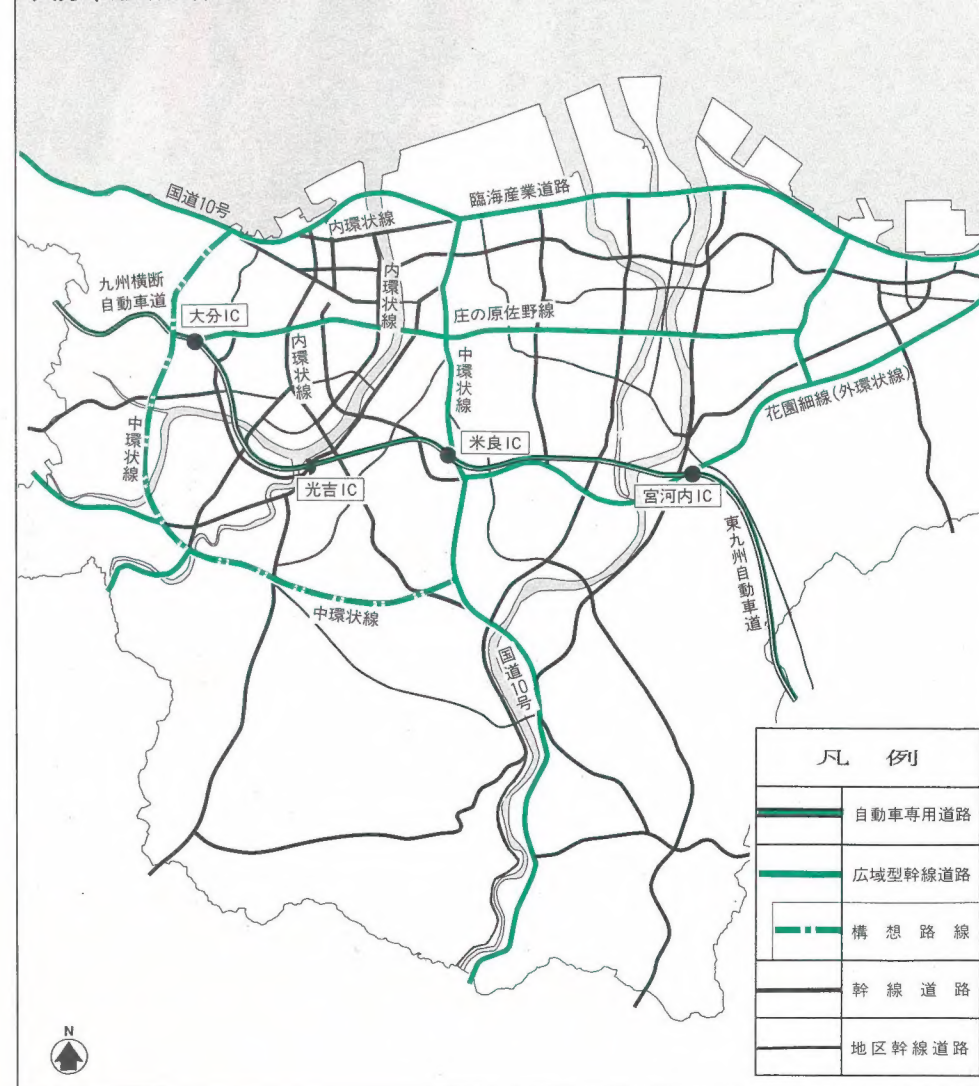 国道10号
臨海産業道路
内環状線
九州横断
自動車道
内環状線
大分IC
庄の原佐野線
内環状線
中環状線
花園細線(外環状線)
中環状線
米良IC
光吉IC
宮河内IC
東九州自動車道
中環状線
国道10号
凡例
自動車専用道路
広域型幹線道路
構想路線
幹線道路
地区幹線道路
N